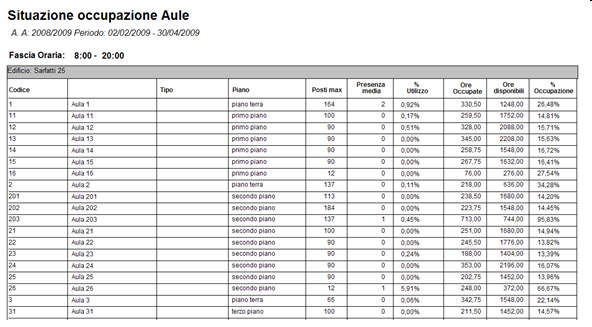 Situazione occupazione Aule
A. A: 2008/2009 Periodo: 02/02/2009 - 30/04/2009
Fascia Oraria: 8:00 - 20:00
Edificio: Sarfatti 25
Codice Tipo Piano Posti max Presenza media % Utilizzo Ore Occupate Ore disponibili % Occupazione
1 Aula 1 piano terra 164 2 0,92% 330,50 1248,00 26,48%
11 Aula 11 primo piano 100 0 0,17% 259,50 1752,00 14,81%
12 Aula 12 primo piano 90 0 0,51% 328,00 2088,00 15,71%
13 Aula 13 primo piano 90 0 0,00% 345,00 2208,00 15,63%
14 Aula 14 primo piano 90 0 0,00% 258,75 1548,00 16,72%
15 Aula 15 primo piano 90 0 0,00% 267,75 1632,00 16,41%
16 Aula 16 primo piano 12 0 0,00% 76,00 276,00 27,54%
2 Aula 2 piano terra 137 0 0,11% 218,00 636,00 34,28%
201 Aula 201 secondo piano 113 0 0,00% 238,50 1680,00 14,20%
202 Aula 202 secondo piano 184 0 0,00% 223,75 1548,00 14,45%
203 Aula 203 secondo piano 137 1 0,45% 713,00 744,00 95,83%
21 Aula 21 secondo piano 100 0 0,00% 251,00 1680,00 14,94%
22 Aula 22 secondo piano 90 0 0,00% 245,50 1776,00 13,82%
23 Aula 23 secondo piano 90 0 0,24% 188,00 1404,00 13,39%
24 Aula 24 secondo piano 90 0 0,00% 353,00 2196,00 16,07%
25 Aula 25 secondo piano 90 0 0,00% 202,75 1452,00 13,96%
26 Aula 26 secondo piano 12 1 5,91% 248,00 372,00 66,67%
3 Aula 3 piano terra 65 0 0,06% 342,75 1548,00 22,14%
31 Aula 31 terzo piano 100 0 0,00% 211,50 1452,00 14,57%